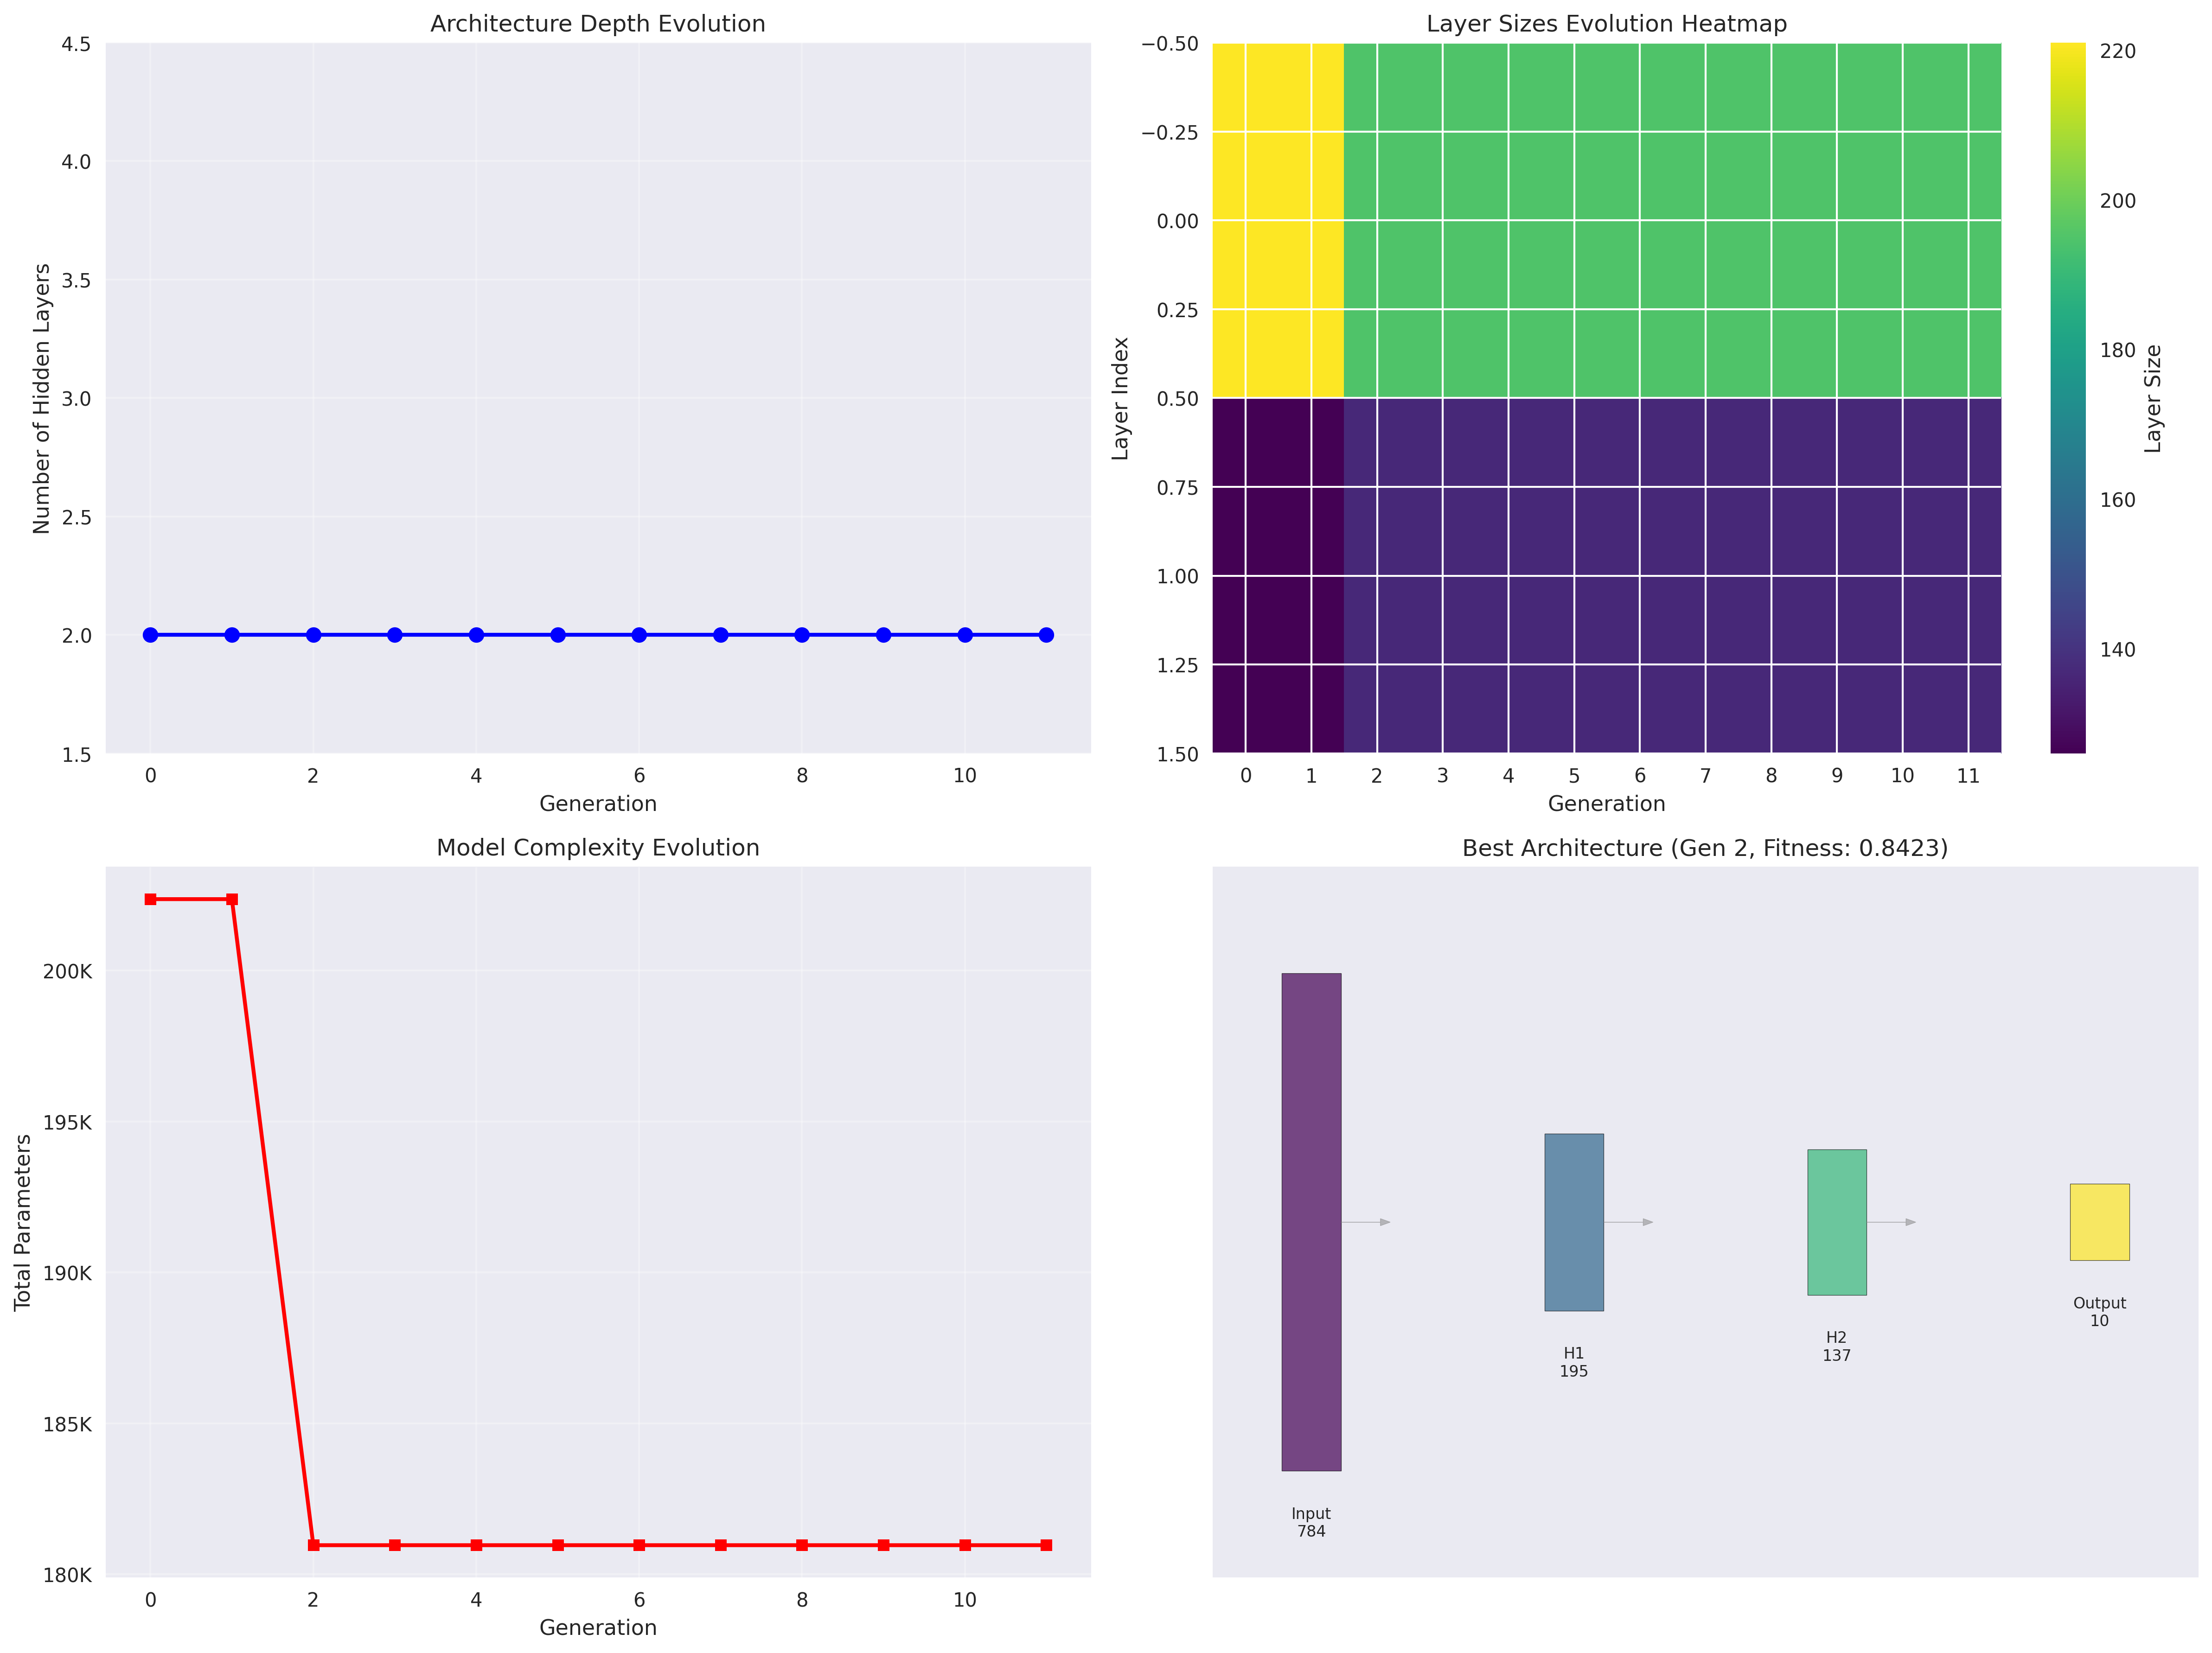 Architecture Depth Evolution
Number of Hidden Layers
4.5
4.0
3.5
3.0
2.5
2.0
1.5
0 2 4 6 8 10
Generation
Layer Sizes Evolution Heatmap
Layer Index
−0.50
−0.25
0.00
0.25
0.50
0.75
1.00
1.25
1.50
0 1 2 3 4 5 6 7 8 9 10 11
Generation
220
200
180
160
140
Layer Size
Model Complexity Evolution
Total Parameters
200K
195K
190K
185K
180K
0 2 4 6 8 10
Generation
Best Architecture (Gen 2, Fitness: 0.8423)
Input
784
H1
195
H2
137
Output
10